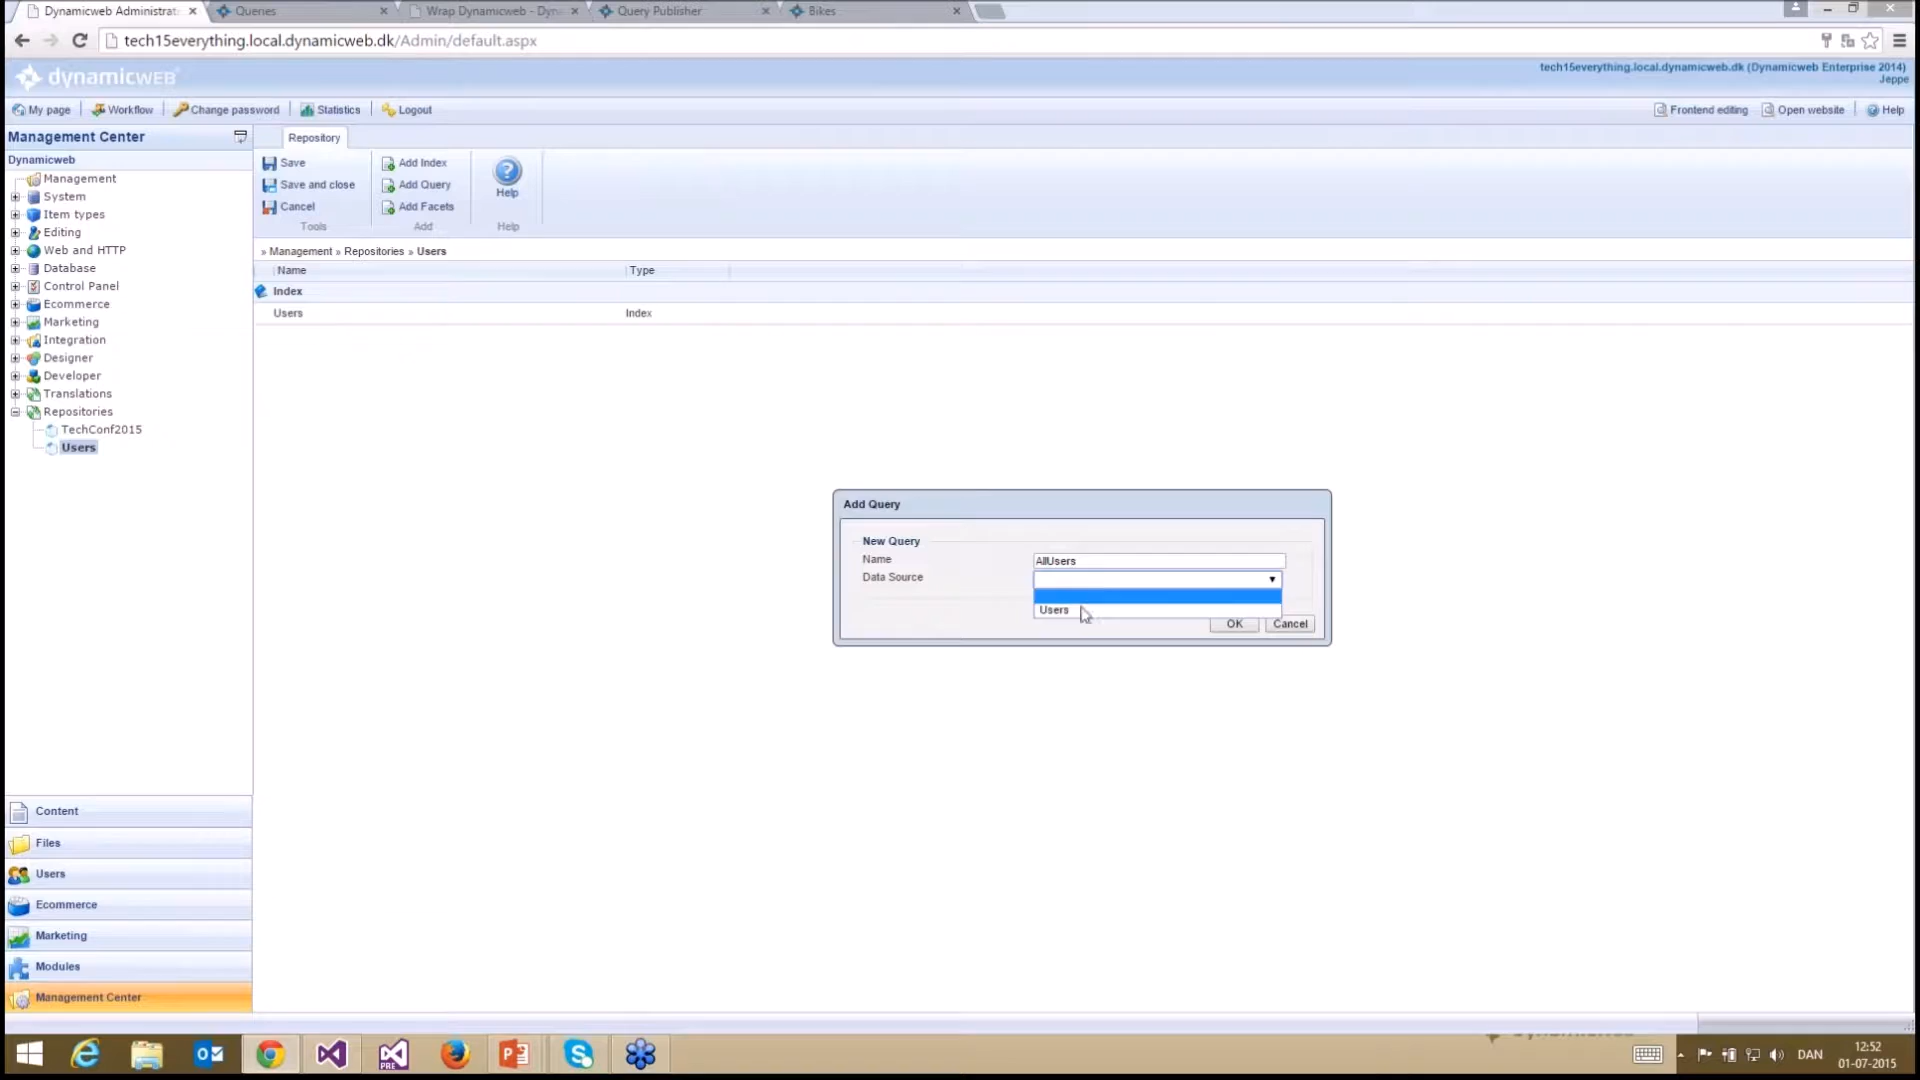 Dynamicweb Administrat: Queries Wrap Dynamicweb - Dyn Query Publisher Bikes
tech15everything.local.dynamicweb.dk/Admin/default.aspx
dynamicweb
tech15everything.local.dynamicweb.dk (Dynamicweb Enterprise 2014)
Jeppe
My page Workflow Change password Statistics Logout Frontend editing Open website Help
Management Center
Dynamicweb
Management
System
Item types
Editing
Web and HTTP
Database
Control Panel
Ecommerce
Marketing
Integration
Designer
Developer
Translations
Repositories
TechConf2015
Users
Repository
Save
Save and close
Cancel
Tools
Add Index
Add Query
Add Facets
Add
Help
Help
» Management » Repositories » Users
Name Type
Index
Users Index
Add Query
New Query
Name AllUsers
Data Source
Users
OK Cancel
Content
Files
Users
Ecommerce
Marketing
Modules
Management Center
DAN
12:52
01-07-2015